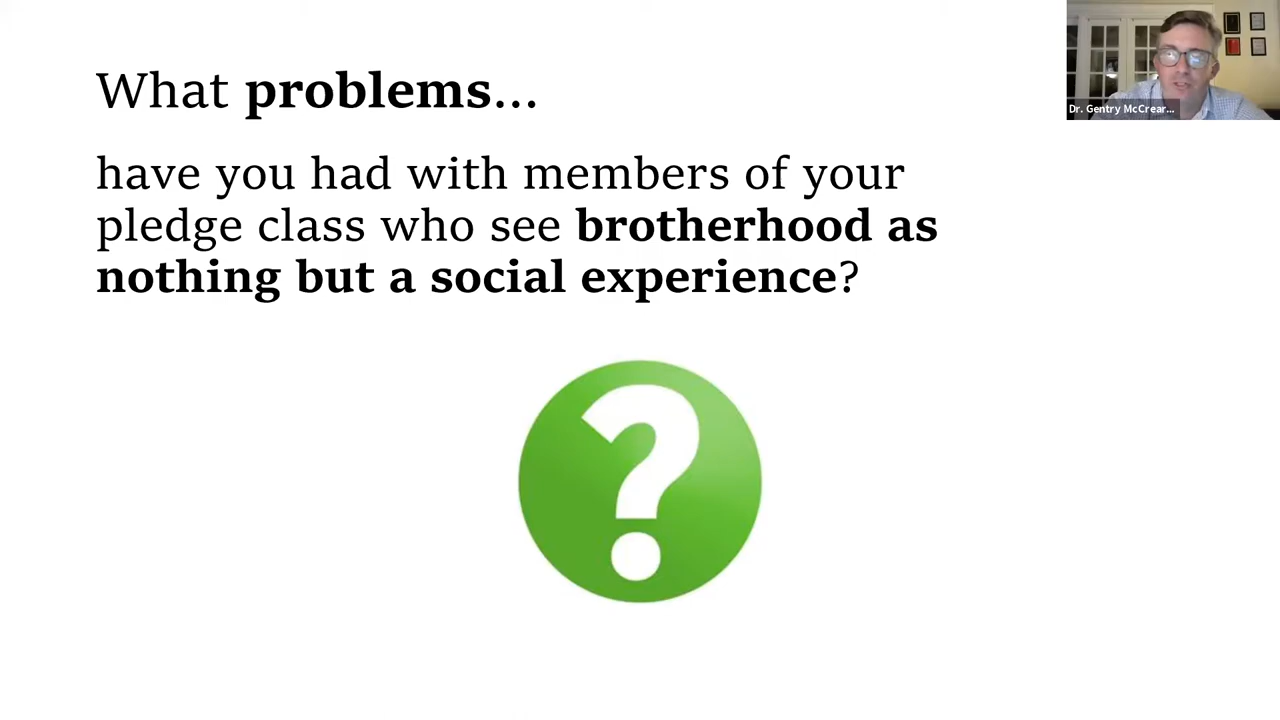 What problems...
have you had with members of your
pledge class who see brotherhood as
nothing but a social experience?
Dr. Gentry McCrear...